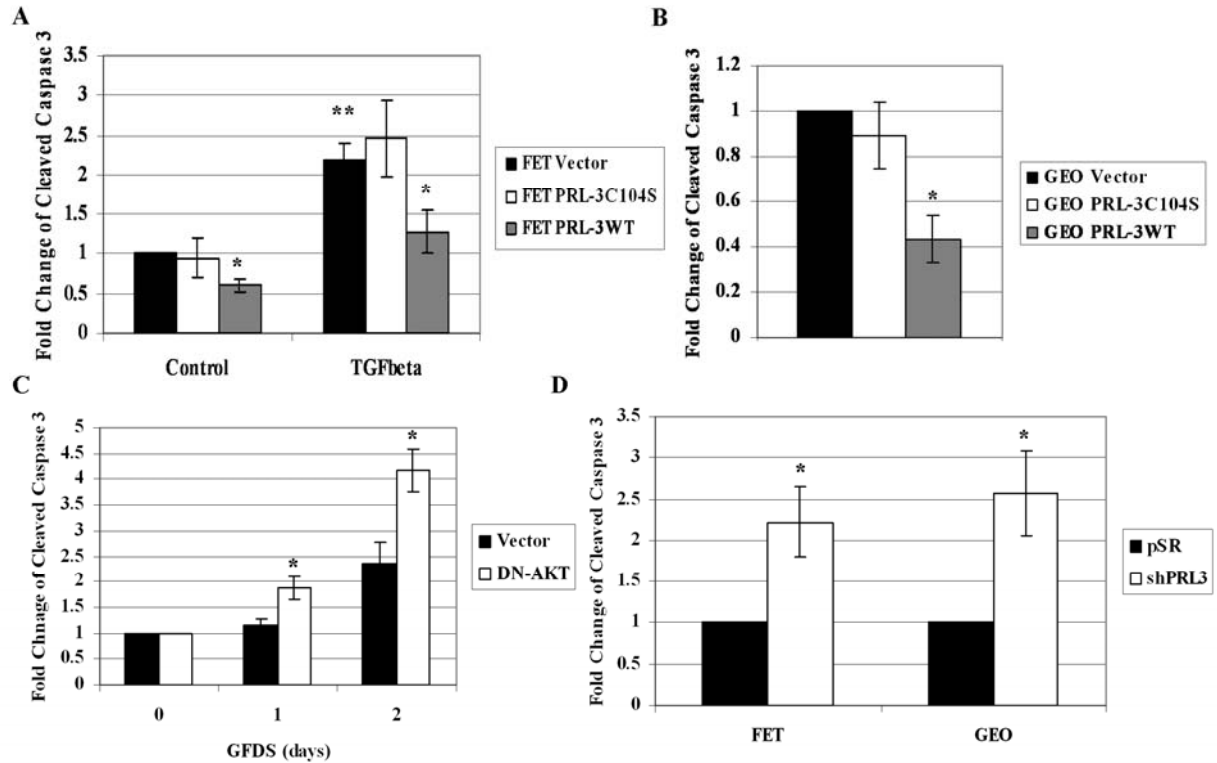 A
Fold Change of Cleaved Caspase 3
3.5
3
2.5
2
1.5
1
0.5
0
**
*
*
Control
TGFbeta
FET Vector
FET PRL-3C104S
FET PRL-3WT
B
Fold Change of Cleaved Caspase 3
1.2
1
0.8
0.6
0.4
0.2
0
*
GEO Vector
GEO PRL-3C104S
GEO PRL-3WT
C
Fold Chnage of Cleaved Caspase 3
5
4.5
4
3.5
3
2.5
2
1.5
1
0.5
0
*
*
0
1
2
GFDS (days)
Vector
DN-AKT
D
Fold Change of Cleaved Caspase 3
3.5
3
2.5
2
1.5
1
0.5
0
*
*
FET
GEO
pSR
shPRL3